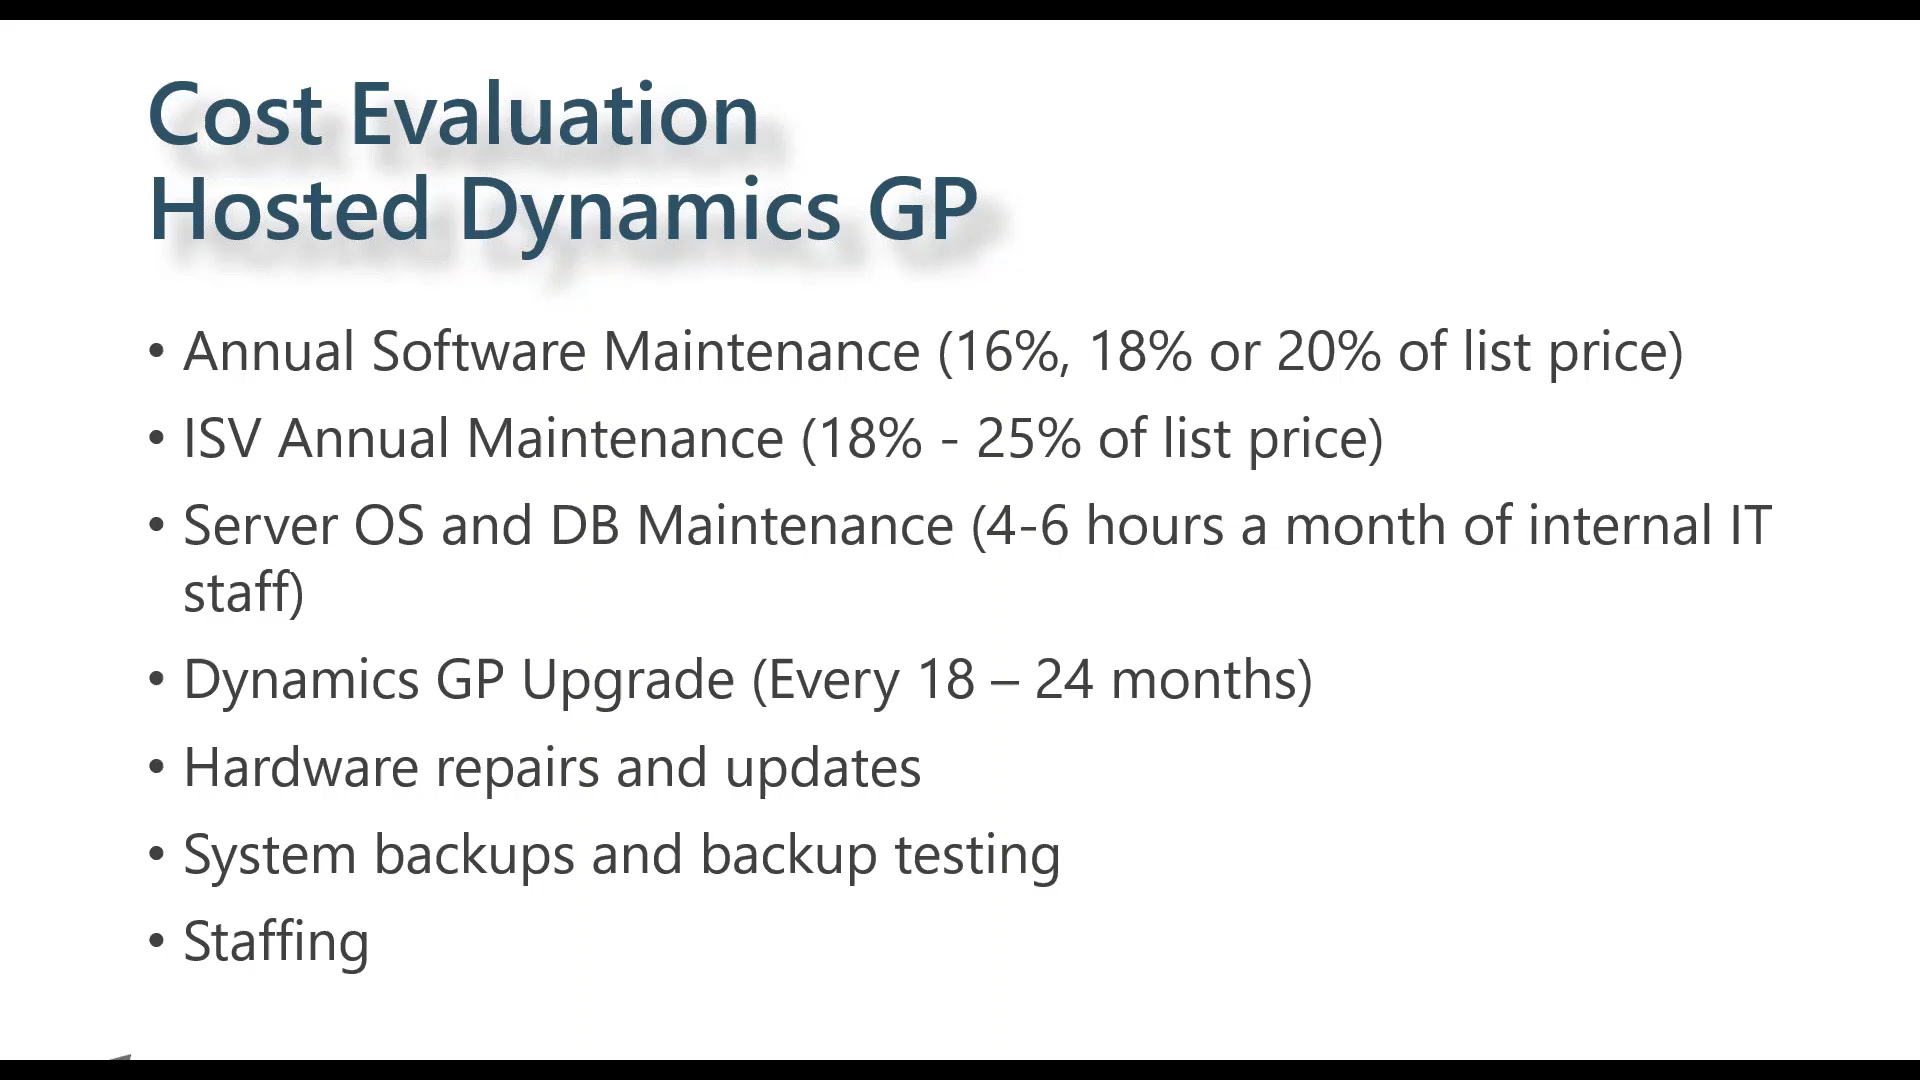 Cost Evaluation
Hosted Dynamics GP
• Annual Software Maintenance (16%, 18% or 20% of list price)
• ISV Annual Maintenance (18% - 25% of list price)
• Server OS and DB Maintenance (4-6 hours a month of internal IT
staff)
• Dynamics GP Upgrade (Every 18 – 24 months)
• Hardware repairs and updates
• System backups and backup testing
• Staffing